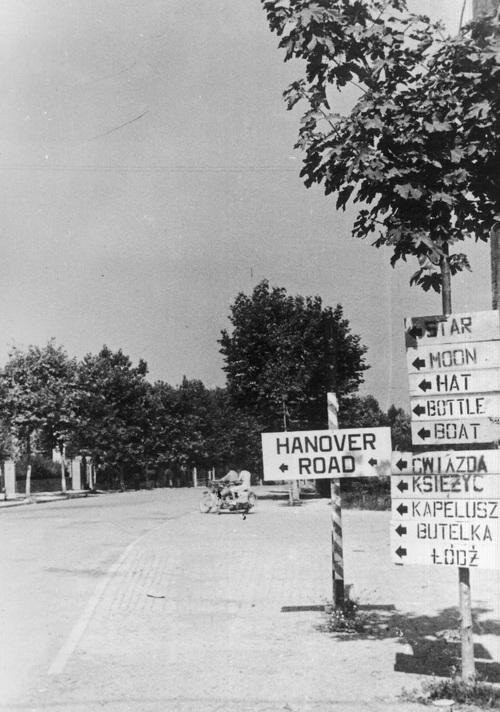 HANOVER
ROAD
STAR
MOON
HAT
BOTTLE
BOAT
GWIAZDA
KSIĘŻYC
KAPELUSZ
BUTELKA
ŁÓDŹ